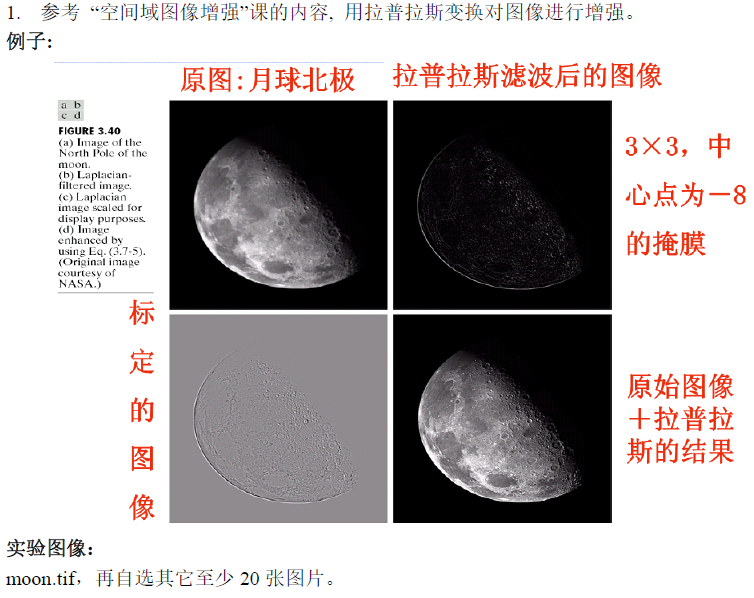 1. 参考 “空间域图像增强”课的内容, 用拉普拉斯变换对图像进行增强。
例子：
原图：月球北极
拉普拉斯滤波后的图像
a b
c d
FIGURE 3.40
(a) Image of the
North Pole of the
moon.
(b) Laplacian-
filtered image.
(c) Laplacian
image scaled for
display purposes.
(d) Image
enhanced by
using Eq. (3.7-5).
(Original image
courtesy of
NASA.)
3×3，中
心点为－8
的掩膜
标
定
的
图
像
原始图像
＋拉普拉
斯的结果
实验图像：
moon.tif，再自选其它至少 20 张图片。